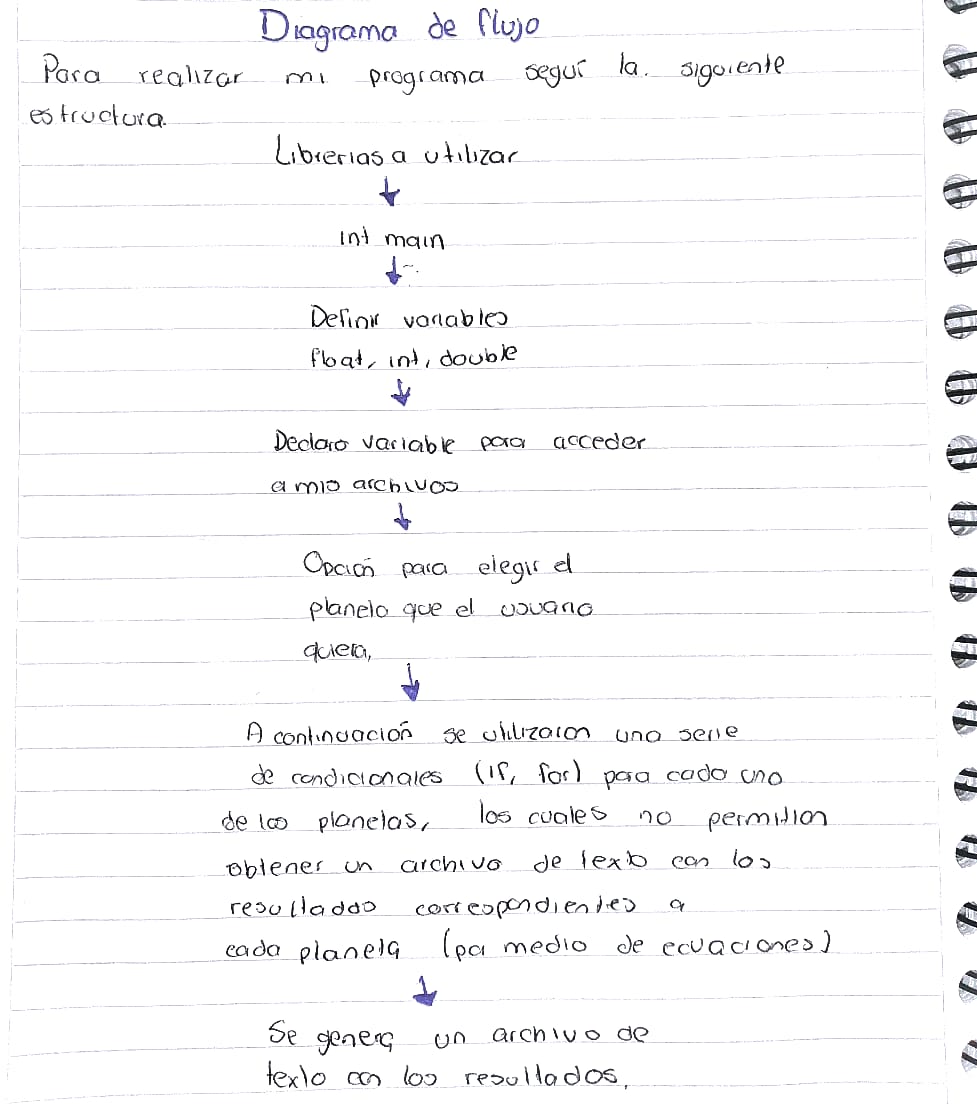 Diagrama de flujo
Para realizar mi programa seguí la. siguiente
estructura.
Librerias a utilizar
↓
Int main
↓
Definir variables
float, int, double
↓
Declaro variable para acceder
a mis archivos
↓
Opción para elegir el
planeta que el usuario
quiera,
↓
A continuación se utilizaron una serie
de condicionales (if, for) para cada uno
de los planetas, los cuales no permitian
obtener un archivo de texto con los
resultados correspondientes a
cada planeta (por medio de ecuaciones)
↓
Se genera un archivo de
texto con los resultados,